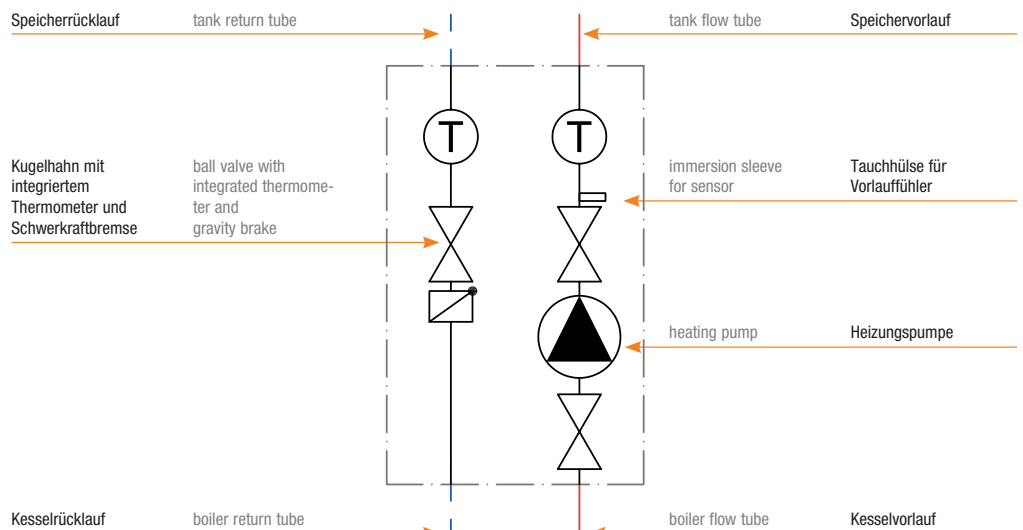 Speicherrücklauf
tank return tube
tank flow tube
Speichervorlauf
T
T
Kugelhahn mit
integriertem
Thermometer und
Schwerkraftbremse
ball valve with
integrated thermome-
ter and
gravity brake
immersion sleeve
for sensor
Tauchhülse für
Vorlauffühler
heating pump
Heizungspumpe
Kesselrücklauf
boiler return tube
boiler flow tube
Kesselvorlauf